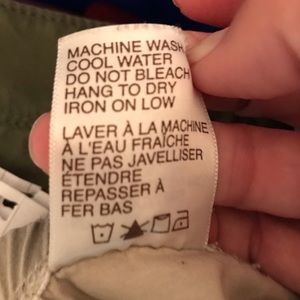 MACHINE WASH
COOL WATER
DO NOT BLEACH
HANG TO DRY
IRON ON LOW
LAVER À LA MACHINE
À L'EAU FRAÎCHE
NE PAS JAVELLISER
ÉTENDRE
REPASSER À
FER BAS